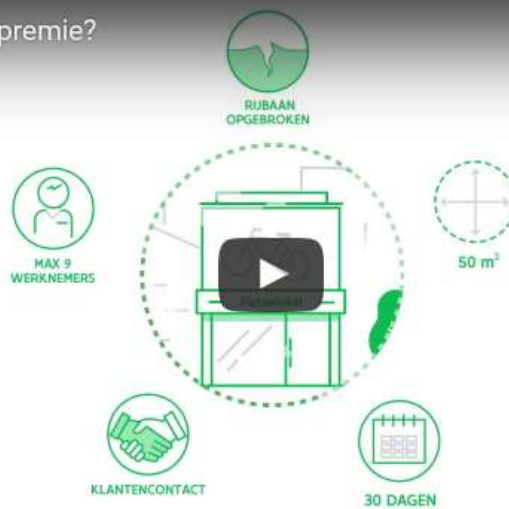 premie?
RIJBAAN
OPGEBROKEN
MAX 9
WERKNEMERS
50 m²
KLANTENCONTACT
30 DAGEN